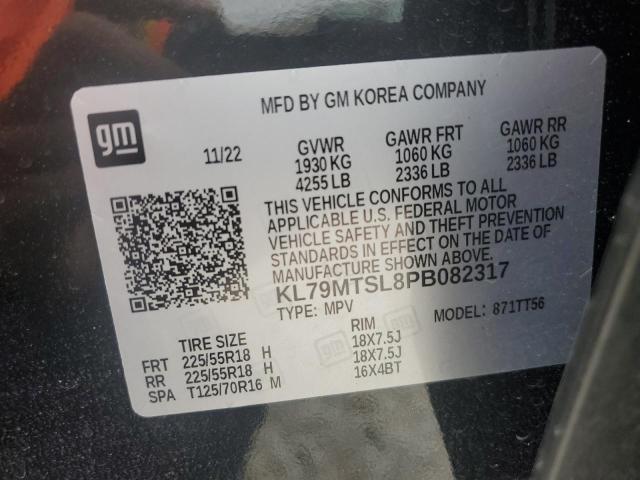 MFD BY GM KOREA COMPANY
gm
11/22
GVWR
1930 KG
4255 LB
GAWR FRT
1060 KG
2336 LB
GAWR RR
1060 KG
2336 LB
THIS VEHICLE CONFORMS TO ALL
APPLICABLE U.S. FEDERAL MOTOR
VEHICLE SAFETY AND THEFT PREVENTION
STANDARDS IN EFFECT ON THE DATE OF
MANUFACTURE SHOWN ABOVE.
KL79MTSL8PB082317
TYPE: MPV
MODEL: 871TT56
TIRE SIZE
RIM
FRT 225/55R18 H 18X7.5J
RR 225/55R18 H 18X7.5J
SPA T125/70R16 M 16X4BT